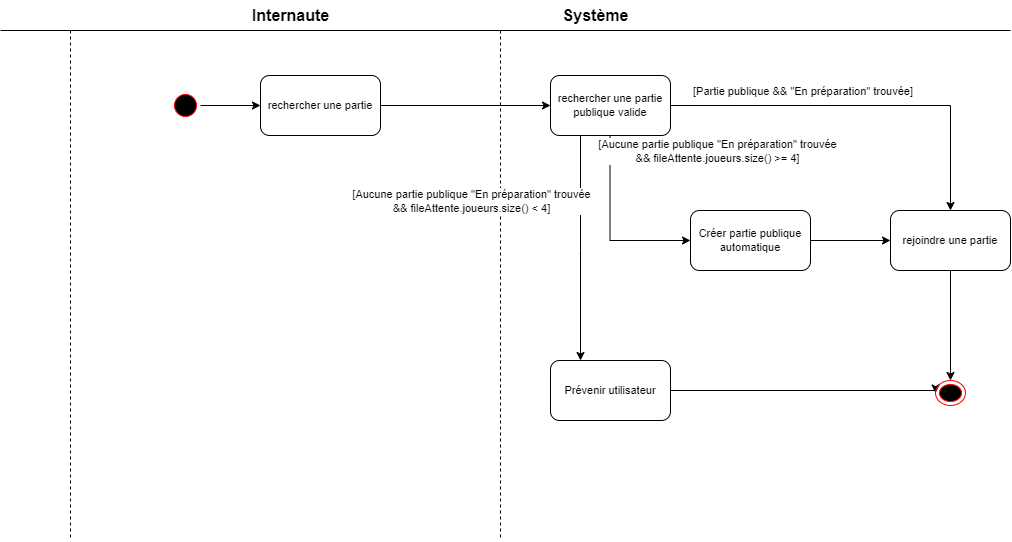 Internaute
Système
rechercher une partie
rechercher une partie
publique valide
[Partie publique && "En préparation" trouvée]
[Aucune partie publique "En préparation" trouvée
&& fileAttente.joueurs.size() >= 4]
[Aucune partie publique "En préparation" trouvée
&& fileAttente.joueurs.size() < 4]
Créer partie publique
automatique
rejoindre une partie
Prévenir utilisateur